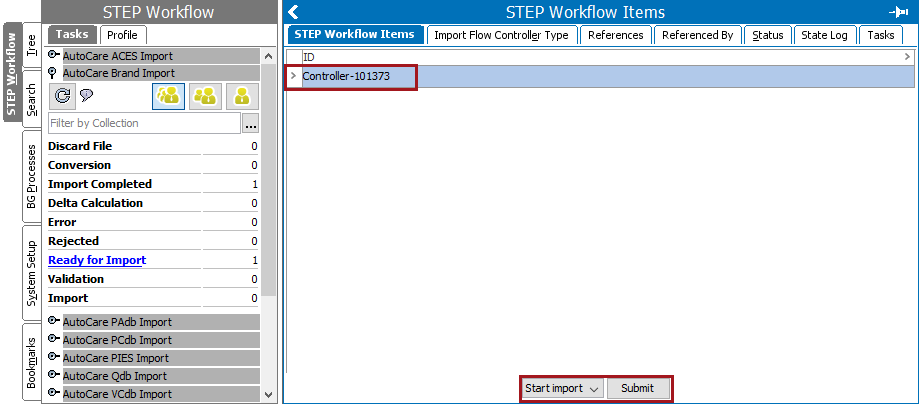 STEP Workflow
Tree
Search
BG Processes
System Setup
Bookmarks
STEP Workflow
Tasks
Profile
AutoCare ACES Import
AutoCare Brand Import
Filter by Collection
...
Discard File 0
Conversion 0
Import Completed 1
Delta Calculation 0
Error 0
Rejected 0
Ready for Import 1
Validation 0
Import 0
AutoCare PAdb Import
AutoCare PCdb Import
AutoCare PIES Import
AutoCare Qdb Import
AutoCare VCdb Import
STEP Workflow Items
STEP Workflow Items
Import Flow Controller Type
References
Referenced By
Status
State Log
Tasks
ID
Controller-101373
Start import
Submit